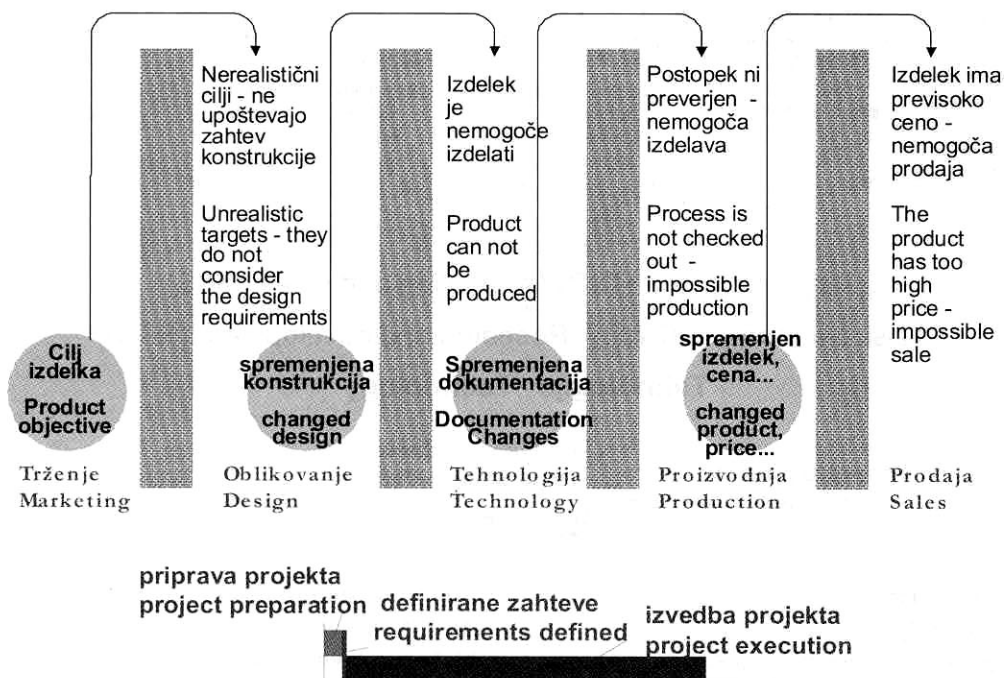 Nerealistični
cilji - ne
upoštevajo
zahtev
konstrukcije
Unrealistic
targets - they
do not
consider
the design
requirements
Izdelek
je
nemogoče
izdelati
Product
can not
be
produced
Postopek ni
preverjen -
nemogoča
izdelava
Process is
not checked
out -
impossible
production
Izdelek ima
previsoko
ceno -
nemogoča
prodaja
The
product
has too
high
price -
impossible
sale
Cilj
izdelka
Product
objective
spremenjena
konstrukcija
changed
design
Spremenjena
dokumentacija
Documentation
Changes
spremenjen
izdelek,
cena...
changed
product,
price...
Trženje
Marketing
Oblikovanje
Design
Tehnologija
Technology
Proizvodnja
Production
Prodaja
Sales
priprava projekta
project preparation
definirane zahteve
requirements defined
izvedba projekta
project execution